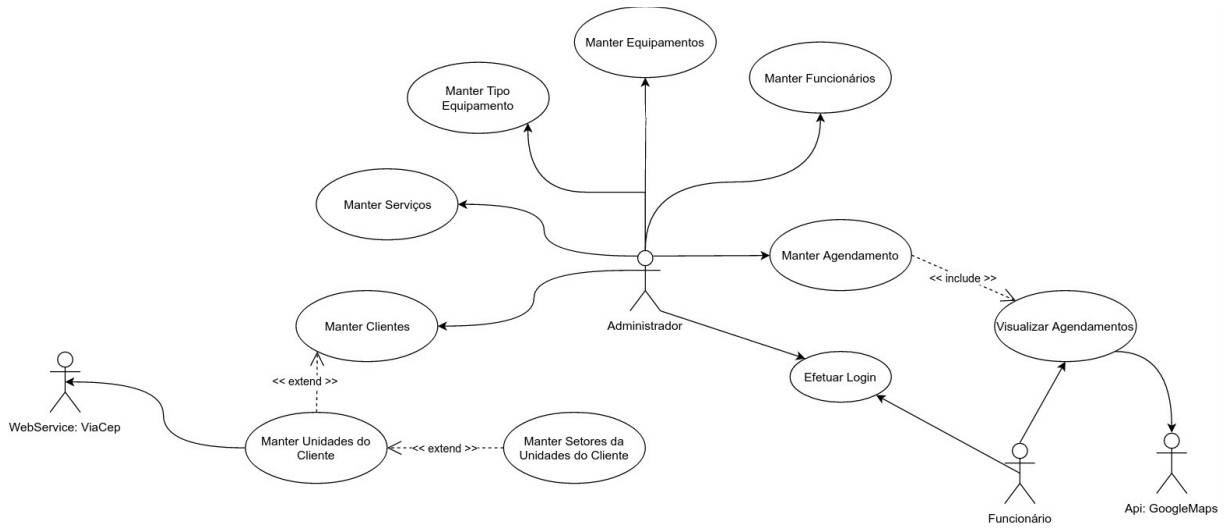 Manter Equipamentos
Manter Funcionários
Manter Tipo
Equipamento
Manter Serviços
Manter Agendamento
<< include >>
Administrador
Manter Clientes
Visualizar Agendamentos
<< extend >>
Efetuar Login
WebService: ViaCep
Manter Unidades do
Cliente
<< extend >>
Manter Setores da
Unidades do Cliente
Funcionário
Api: GoogleMaps